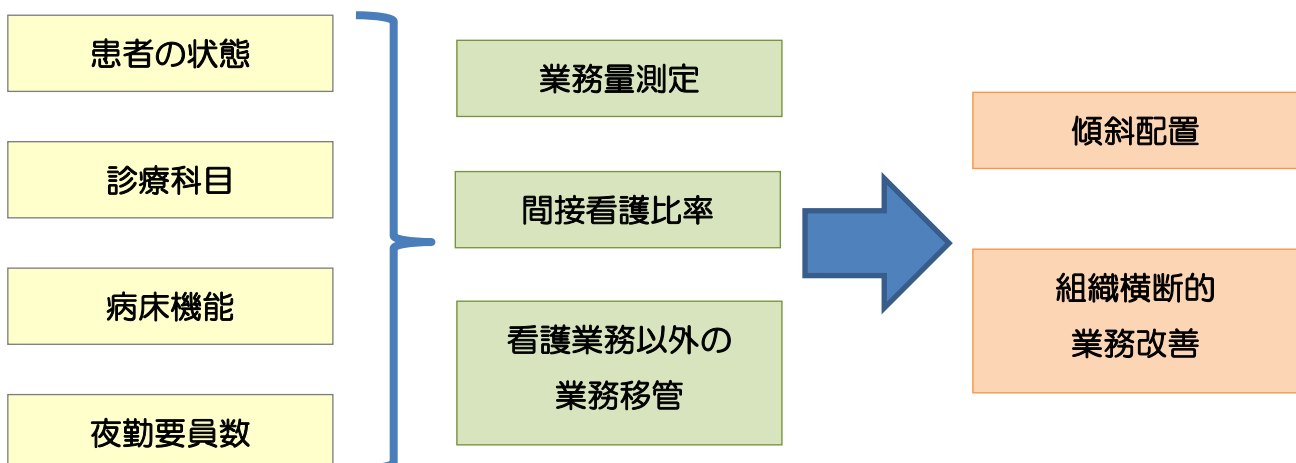 患者の状態
診療科目
病床機能
夜勤要員数
業務量測定
間接看護比率
看護業務以外の
業務移管
傾斜配置
組織横断的
業務改善